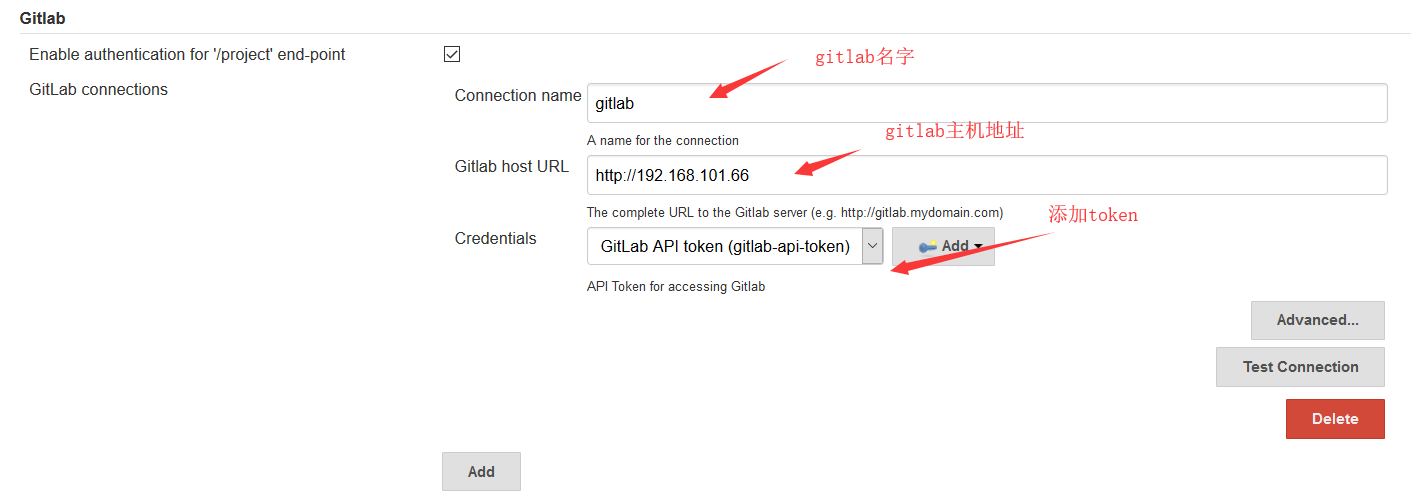 Gitlab
Enable authentication for '/project' end-point
gitlab名字
GitLab connections
Connection name
gitlab
A name for the connection
gitlab主机地址
Gitlab host URL
http://192.168.101.66
The complete URL to the Gitlab server (e.g. http://gitlab.mydomain.com)
添加token
Credentials
GitLab API token (gitlab-api-token)
Add
API Token for accessing Gitlab
Advanced...
Test Connection
Delete
Add